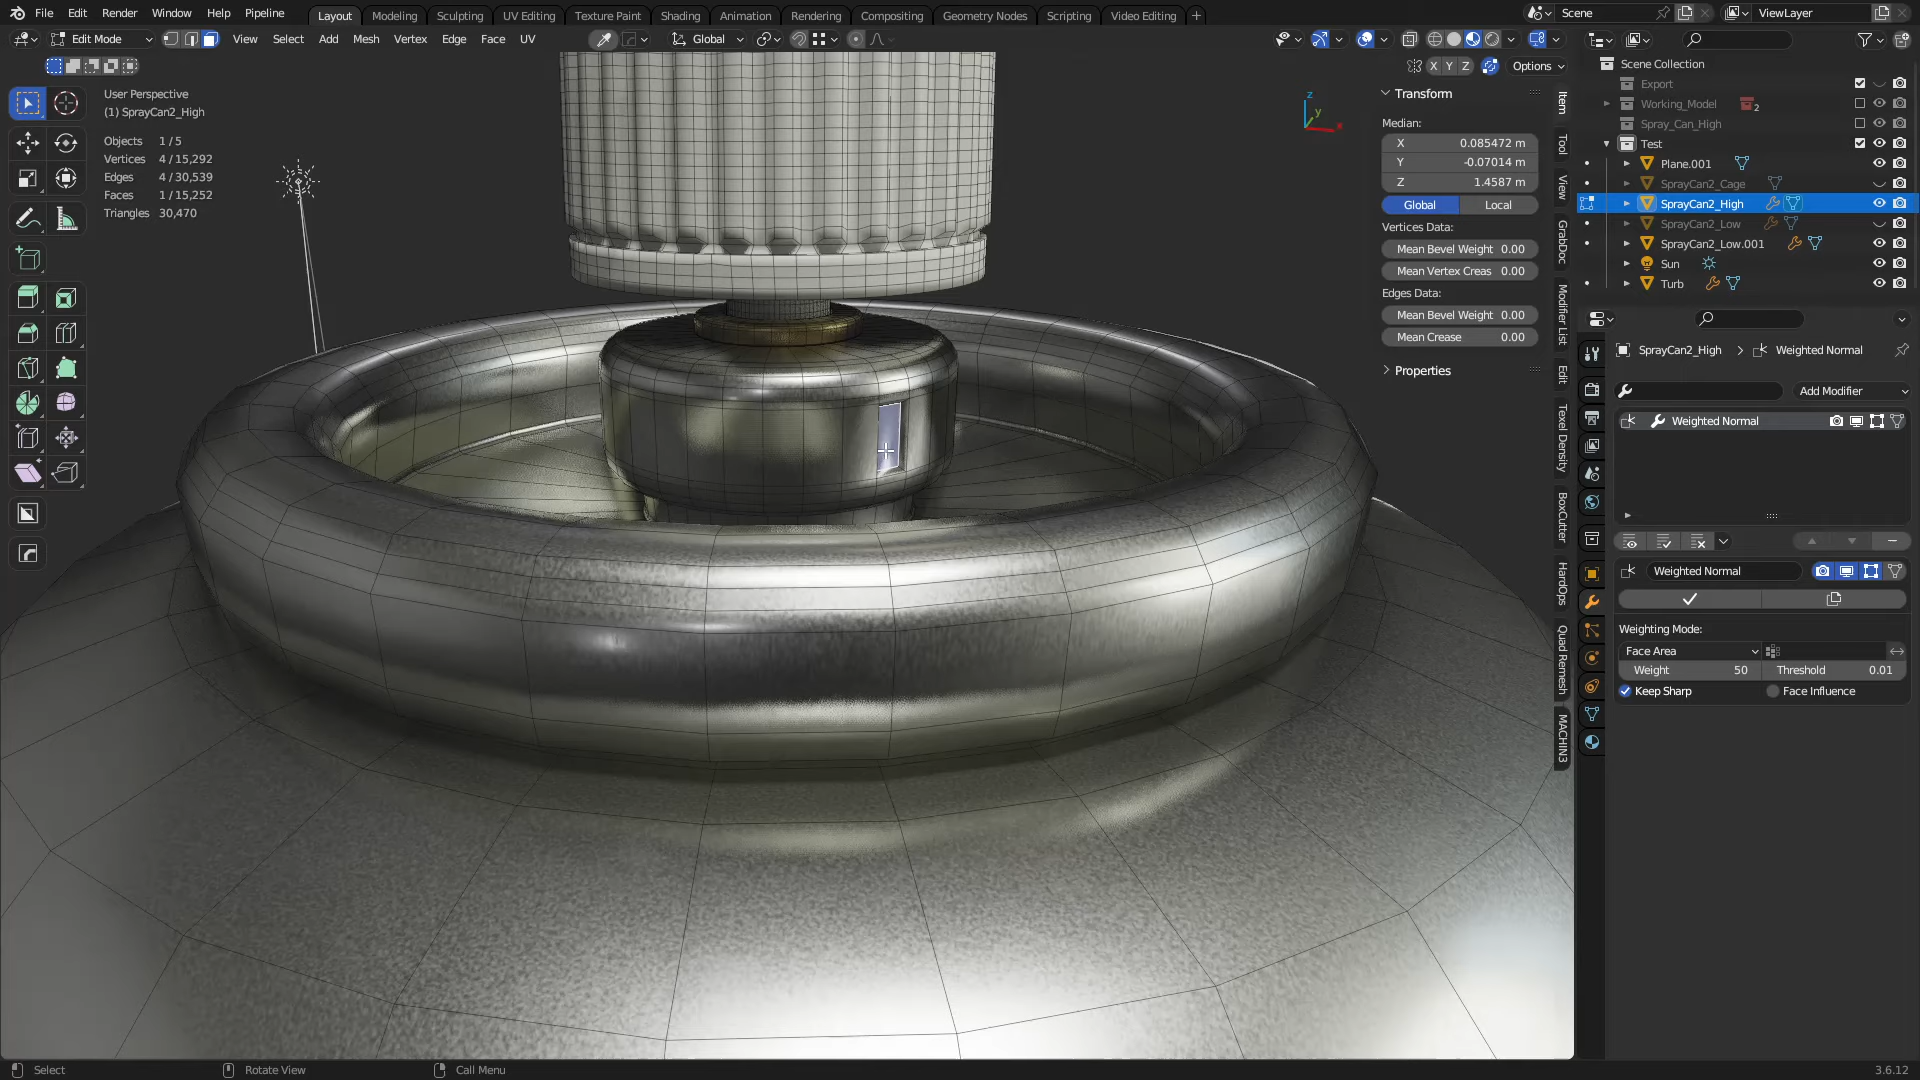 File Edit Render Window Help Pipeline
Layout Modeling Sculpting UV Editing Texture Paint Shading Animation Rendering Compositing Geometry Nodes Scripting Video Editing +
Scene
ViewLayer
Edit Mode
View Select Add Mesh Vertex Edge Face UV
Global
X Y Z
Options
User Perspective
(1) SprayCan2_High
Objects 1 / 5
Vertices 4 / 15,292
Edges 4 / 30,539
Faces 1 / 15,252
Triangles 30,470
z
y
x
Transform
Median:
X 0.085472 m
Y -0.07014 m
Z 1.4587 m
Global Local
Vertices Data:
Mean Bevel Weight 0.00
Mean Vertex Creas 0.00
Edges Data:
Mean Bevel Weight 0.00
Mean Crease 0.00
Properties
Item
Tool
View
GrabDoc
Modifier List
Edit
Texel Density
BoxCutter
HardOps
Quad Remesh
MACHIN3
Scene Collection
Export
Working_Model 2
Spray_Can_High
Test
Plane.001
SprayCan2_Cage
SprayCan2_High
SprayCan2_Low
SprayCan2_Low.001
Sun
Turb
SprayCan2_High > Weighted Normal
Add Modifier
Weighted Normal
Weighted Normal
Weighting Mode:
Face Area
Weight 50 Threshold 0.01
Keep Sharp Face Influence
Select Rotate View Call Menu 3.6.12